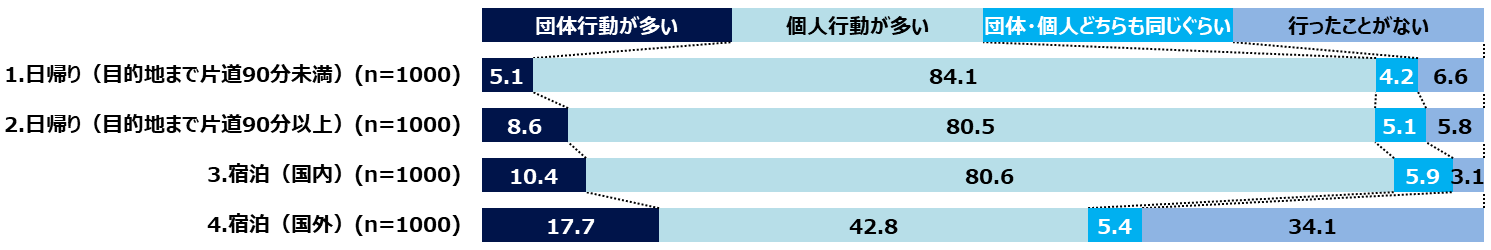 団体行動が多い 個人行動が多い 団体・個人どちらも同じぐらい 行ったことがない
1.日帰り（目的地まで片道90分未満）(n=1000) 5.1 84.1 4.2 6.6
2.日帰り（目的地まで片道90分以上）(n=1000) 8.6 80.5 5.1 5.8
3.宿泊（国内）(n=1000) 10.4 80.6 5.9 3.1
4.宿泊（国外）(n=1000) 17.7 42.8 5.4 34.1